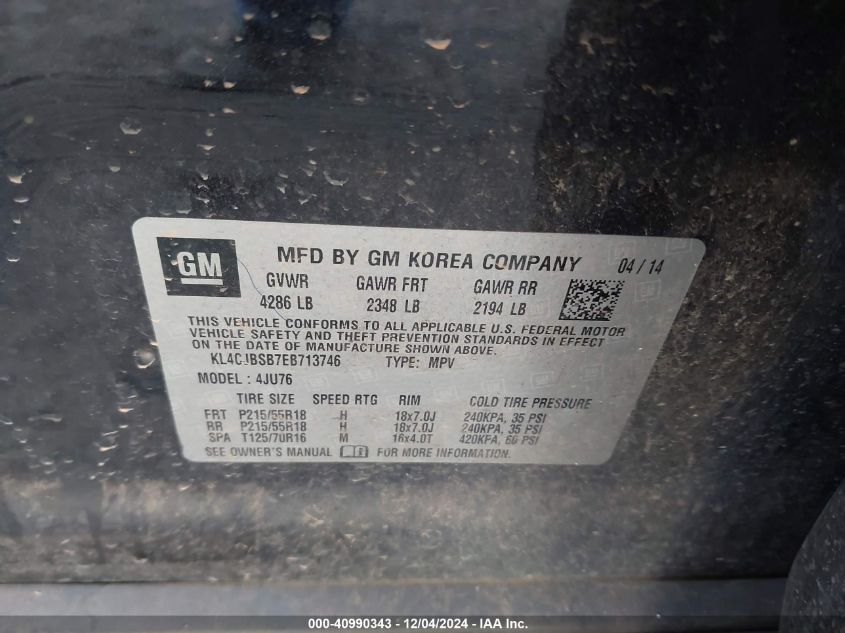 GM
MFD BY GM KOREA COMPANY 04 / 14
GVWR GAWR FRT GAWR RR
4286 LB 2348 LB 2194 LB
THIS VEHICLE CONFORMS TO ALL APPLICABLE U.S. FEDERAL MOTOR
VEHICLE SAFETY AND THEFT PREVENTION STANDARDS IN EFFECT
ON THE DATE OF MANUFACTURE SHOWN ABOVE.
KL4CJBSB7EB713746 TYPE: MPV
MODEL : 4JU76
TIRE SIZE SPEED RTG RIM COLD TIRE PRESSURE
FRT P215/55R18 H 18x7.0J 240KPA, 35 PSI
RR P215/55R18 H 18x7.0J 240KPA, 35 PSI
SPA T125/70R16 M 16x4.0T 420KPA, 60 PSI
SEE OWNER'S MANUAL FOR MORE INFORMATION.
000-40990343 - 12/04/2024 - IAA Inc.